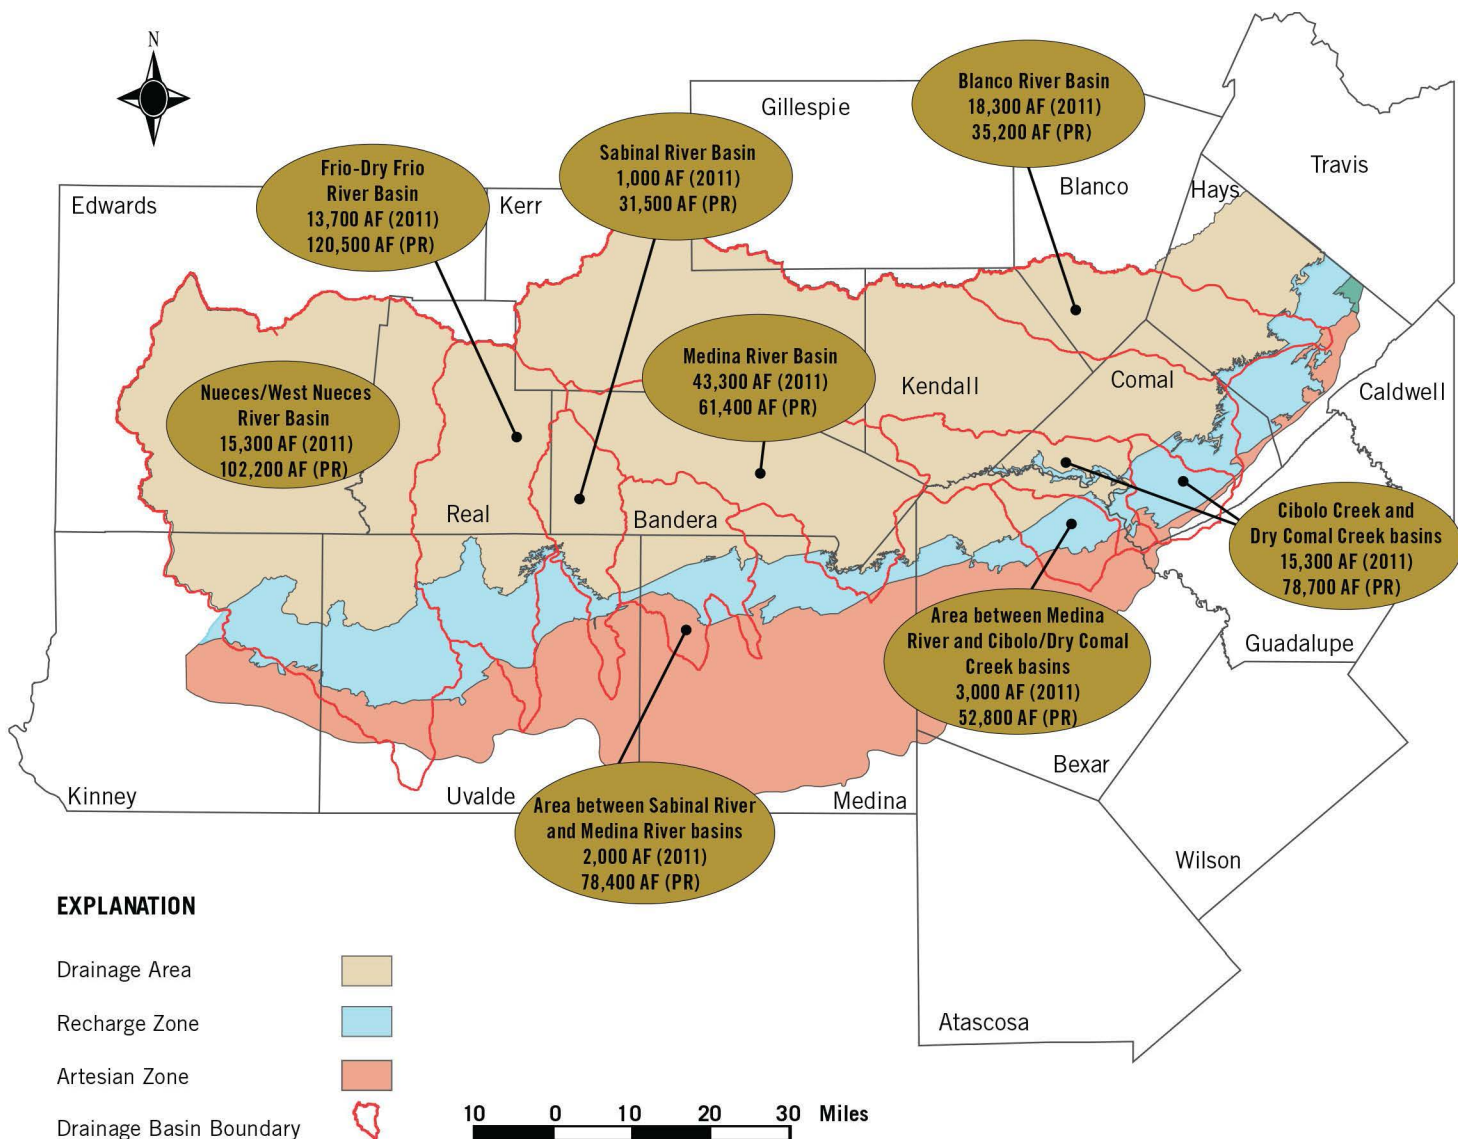 N
Gillespie
Blanco River Basin
18,300 AF (2011)
35,200 AF (PR)
Travis
Blanco
Hays
Edwards
Frio-Dry Frio
River Basin
13,700 AF (2011)
120,500 AF (PR)
Kerr
Sabinal River Basin
1,000 AF (2011)
31,500 AF (PR)
Nueces/West Nueces
River Basin
15,300 AF (2011)
102,200 AF (PR)
Medina River Basin
43,300 AF (2011)
61,400 AF (PR)
Kendall
Comal
Caldwell
Real
Bandera
Cibolo Creek and
Dry Comal Creek basins
15,300 AF (2011)
78,700 AF (PR)
Area between Medina
River and Cibolo/Dry Comal
Creek basins
3,000 AF (2011)
52,800 AF (PR)
Guadalupe
Kinney
Uvalde
Area between Sabinal River
and Medina River basins
2,000 AF (2011)
78,400 AF (PR)
Medina
Bexar
Wilson
Atascosa
EXPLANATION
Drainage Area
Recharge Zone
Artesian Zone
Drainage Basin Boundary
10 0 10 20 30 Miles